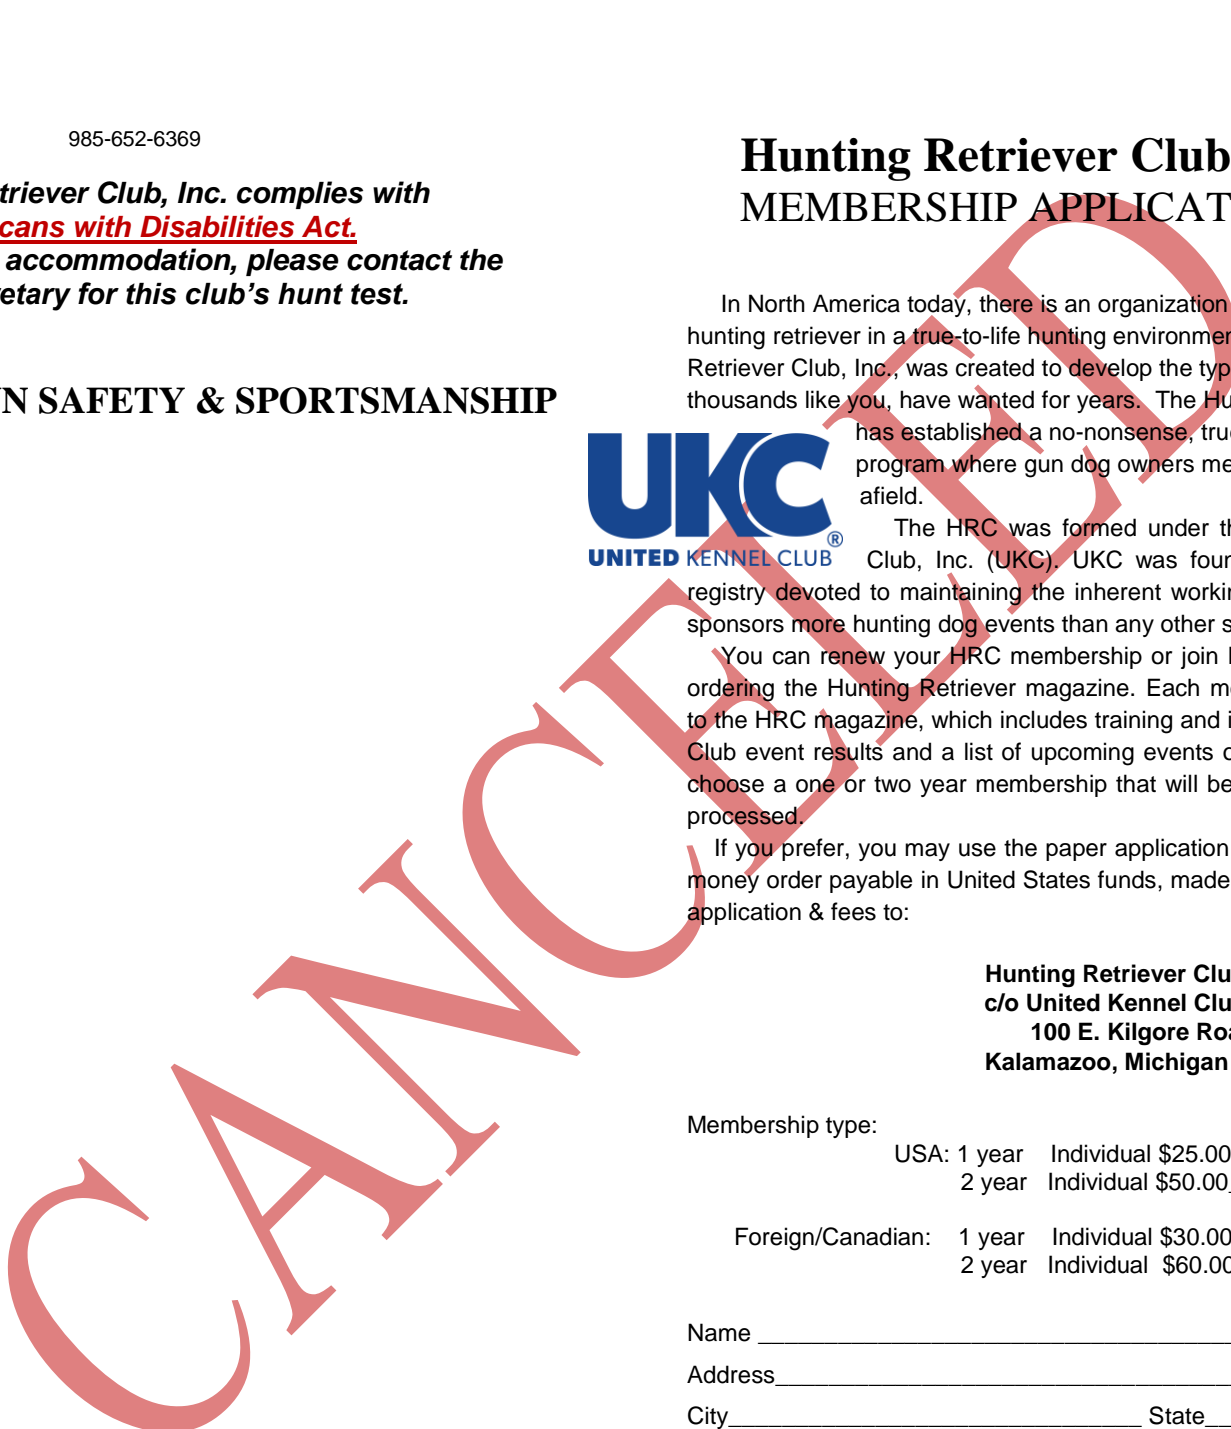 985-652-6369
triever Club, Inc. complies with
cans with Disabilities Act.
accommodation, please contact the
etary for this club's hunt test.
N SAFETY & SPORTSMANSHIP
Hunting Retriever Club
MEMBERSHIP APPLICAT
In North America today, there is an organization
hunting retriever in a true-to-life hunting environmen
Retriever Club, Inc., was created to develop the typ
thousands like you, have wanted for years. The Hu
has established a no-nonsense, tru
program where gun dog owners me
afield.
The HRC was formed under th
Club, Inc. (UKC). UKC was foun
registry devoted to maintaining the inherent workin
sponsors more hunting dog events than any other s
You can renew your HRC membership or join
ordering the Hunting Retriever magazine. Each me
to the HRC magazine, which includes training and i
Club event results and a list of upcoming events o
choose a one or two year membership that will be
processed.
If you prefer, you may use the paper application
money order payable in United States funds, made
application & fees to:
UKC
®
UNITED KENNEL CLUB
Hunting Retriever Clu
c/o United Kennel Clu
100 E. Kilgore Roa
Kalamazoo, Michigan
Membership type:
USA: 1 year Individual $25.00
2 year Individual $50.00_
Foreign/Canadian: 1 year Individual $30.00
2 year Individual $60.00
Name ____________________________________
Address___________________________________
City_______________________________ State__
CANCELED